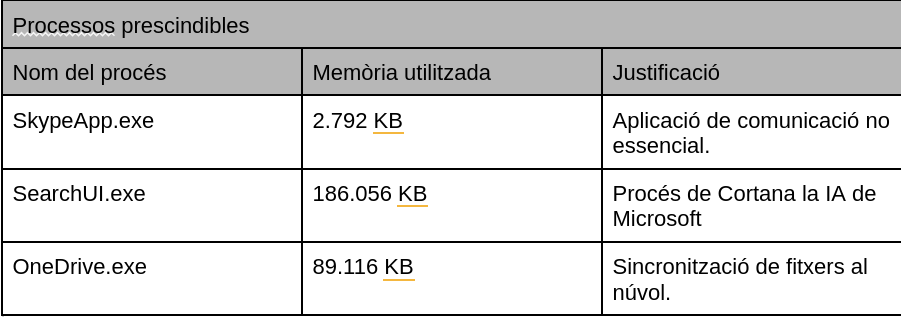 Processos prescindibles
Nom del procés Memòria utilitzada Justificació
SkypeApp.exe 2.792 KB Aplicació de comunicació no
essencial.
SearchUI.exe 186.056 KB Procés de Cortana la IA de
Microsoft
OneDrive.exe 89.116 KB Sincronització de fitxers al
núvol.